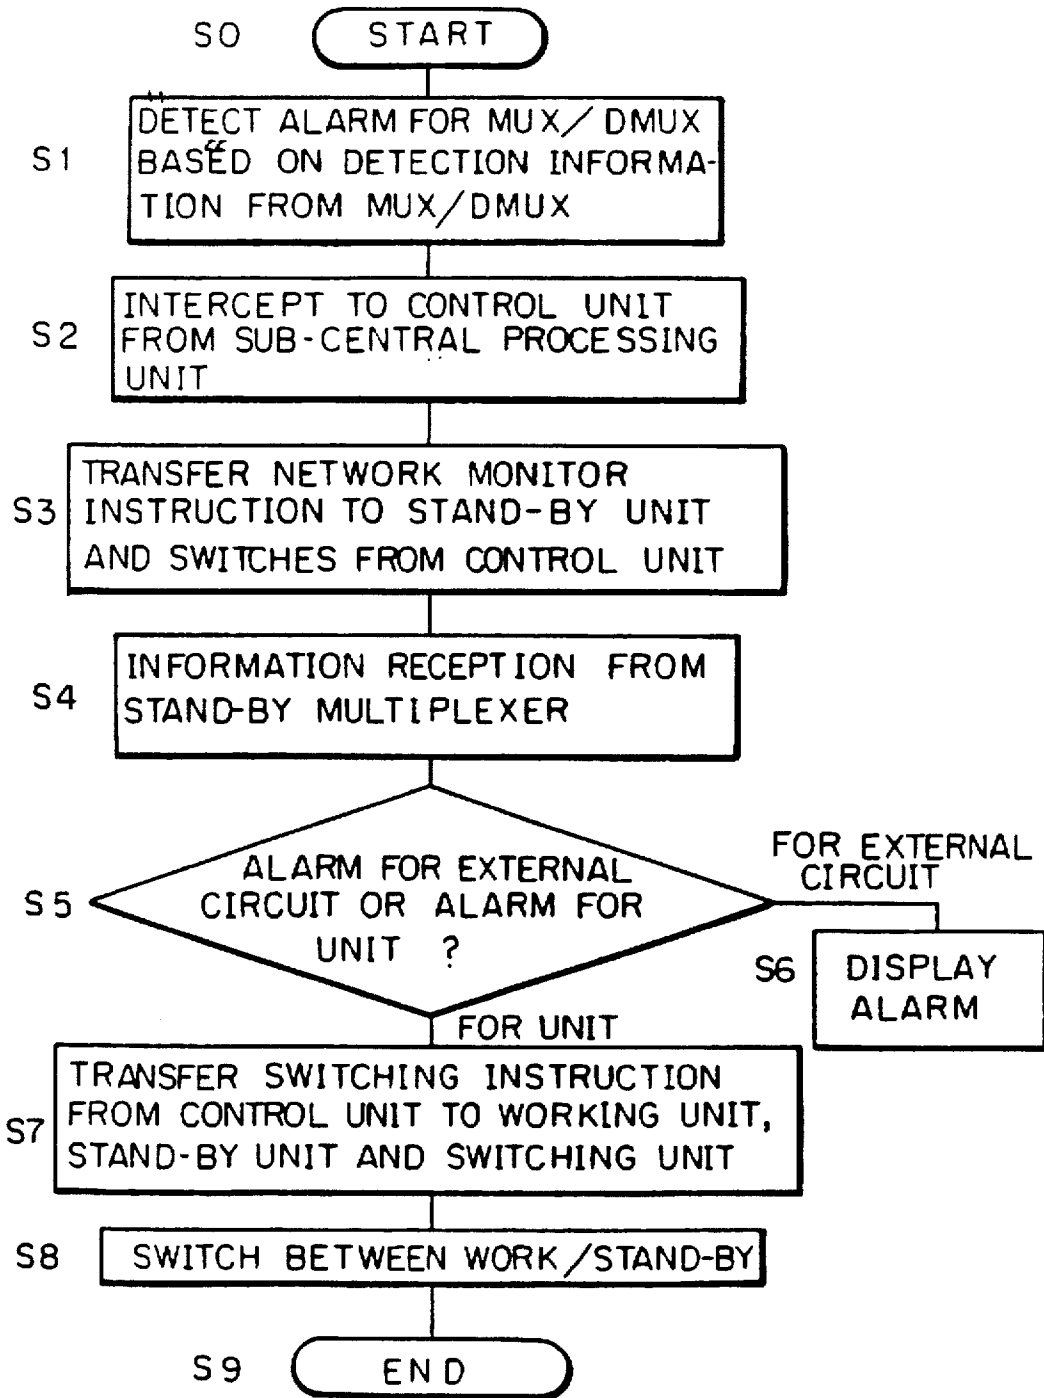 S0 START
S1 DETECT ALARM FOR MUX/DMUX
BASED ON DETECTION INFORMA-
TION FROM MUX/DMUX
S2 INTERCEPT TO CONTROL UNIT
FROM SUB-CENTRAL PROCESSING
UNIT
S3 TRANSFER NETWORK MONITOR
INSTRUCTION TO STAND-BY UNIT
AND SWITCHES FROM CONTROL UNIT
S4 INFORMATION RECEPTION FROM
STAND-BY MULTIPLEXER
S5 ALARM FOR EXTERNAL
CIRCUIT OR ALARM FOR
UNIT ?
FOR EXTERNAL
CIRCUIT
S6 DISPLAY
ALARM
FOR UNIT
S7 TRANSFER SWITCHING INSTRUCTION
FROM CONTROL UNIT TO WORKING UNIT,
STAND-BY UNIT AND SWITCHING UNIT
S8 SWITCH BETWEEN WORK/STAND-BY
S9 END